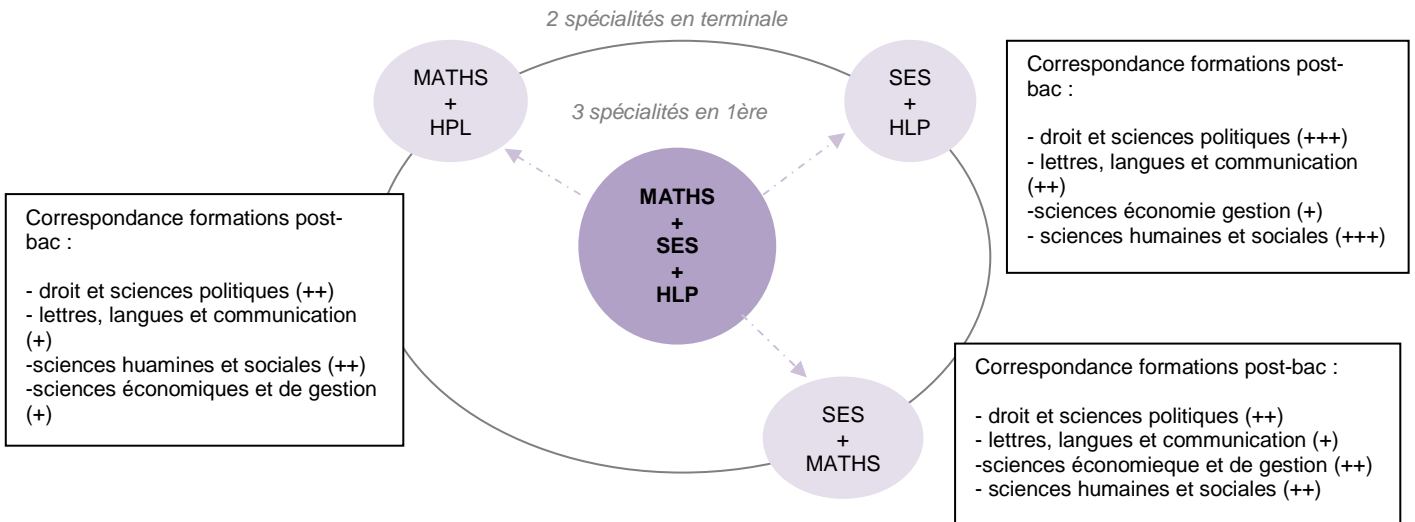 2 spécialités en terminale
MATHS
+
HPL
SES
+
HLP
3 spécialités en 1ère
MATHS
+
SES
+
HLP
SES
+
MATHS
Correspondance formations post-
bac :
- droit et sciences politiques (+++)
- lettres, langues et communication
(++)
-sciences économie gestion (+)
- sciences humaines et sociales (+++)
Correspondance formations post-
bac :
- droit et sciences politiques (++)
- lettres, langues et communication
(+)
-sciences huamines et sociales (++)
-sciences économiques et de gestion
(+)
Correspondance formations post-bac :
- droit et sciences politiques (++)
- lettres, langues et communication (+)
-sciences économieque et de gestion (++)
- sciences humaines et sociales (++)